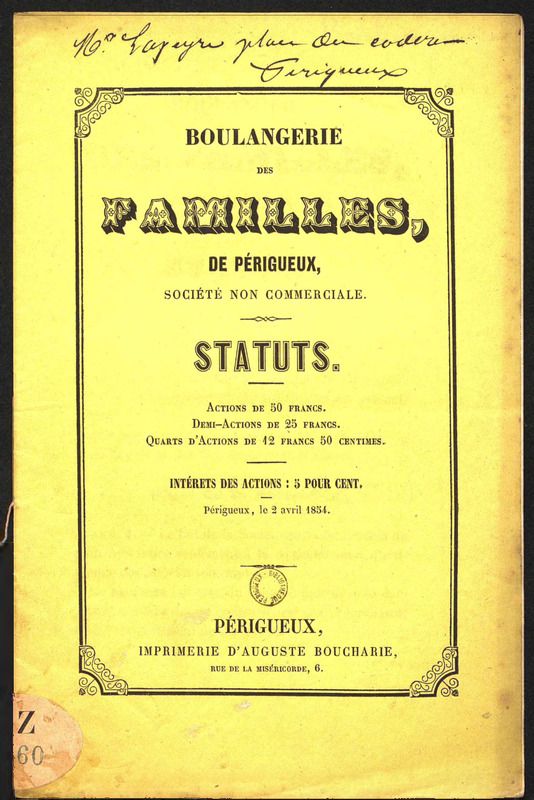 Mr Lapeyre place du coderc
Périgueux
BOULANGERIE
DES
FAMILLES,
DE PÉRIGUEUX,
SOCIÉTÉ NON COMMERCIALE.
STATUTS.
ACTIONS DE 50 FRANCS.
DEMI-ACTIONS DE 25 FRANCS.
QUARTS D'ACTIONS DE 12 FRANCS 50 CENTIMES.
INTÉRETS DES ACTIONS : 5 POUR CENT.
Périgueux, le 2 avril 1854.
PÉRIGUEUX,
IMPRIMERIE D'AUGUSTE BOUCHARIE,
RUE DE LA MISÉRICORDE, 6.
Z
60